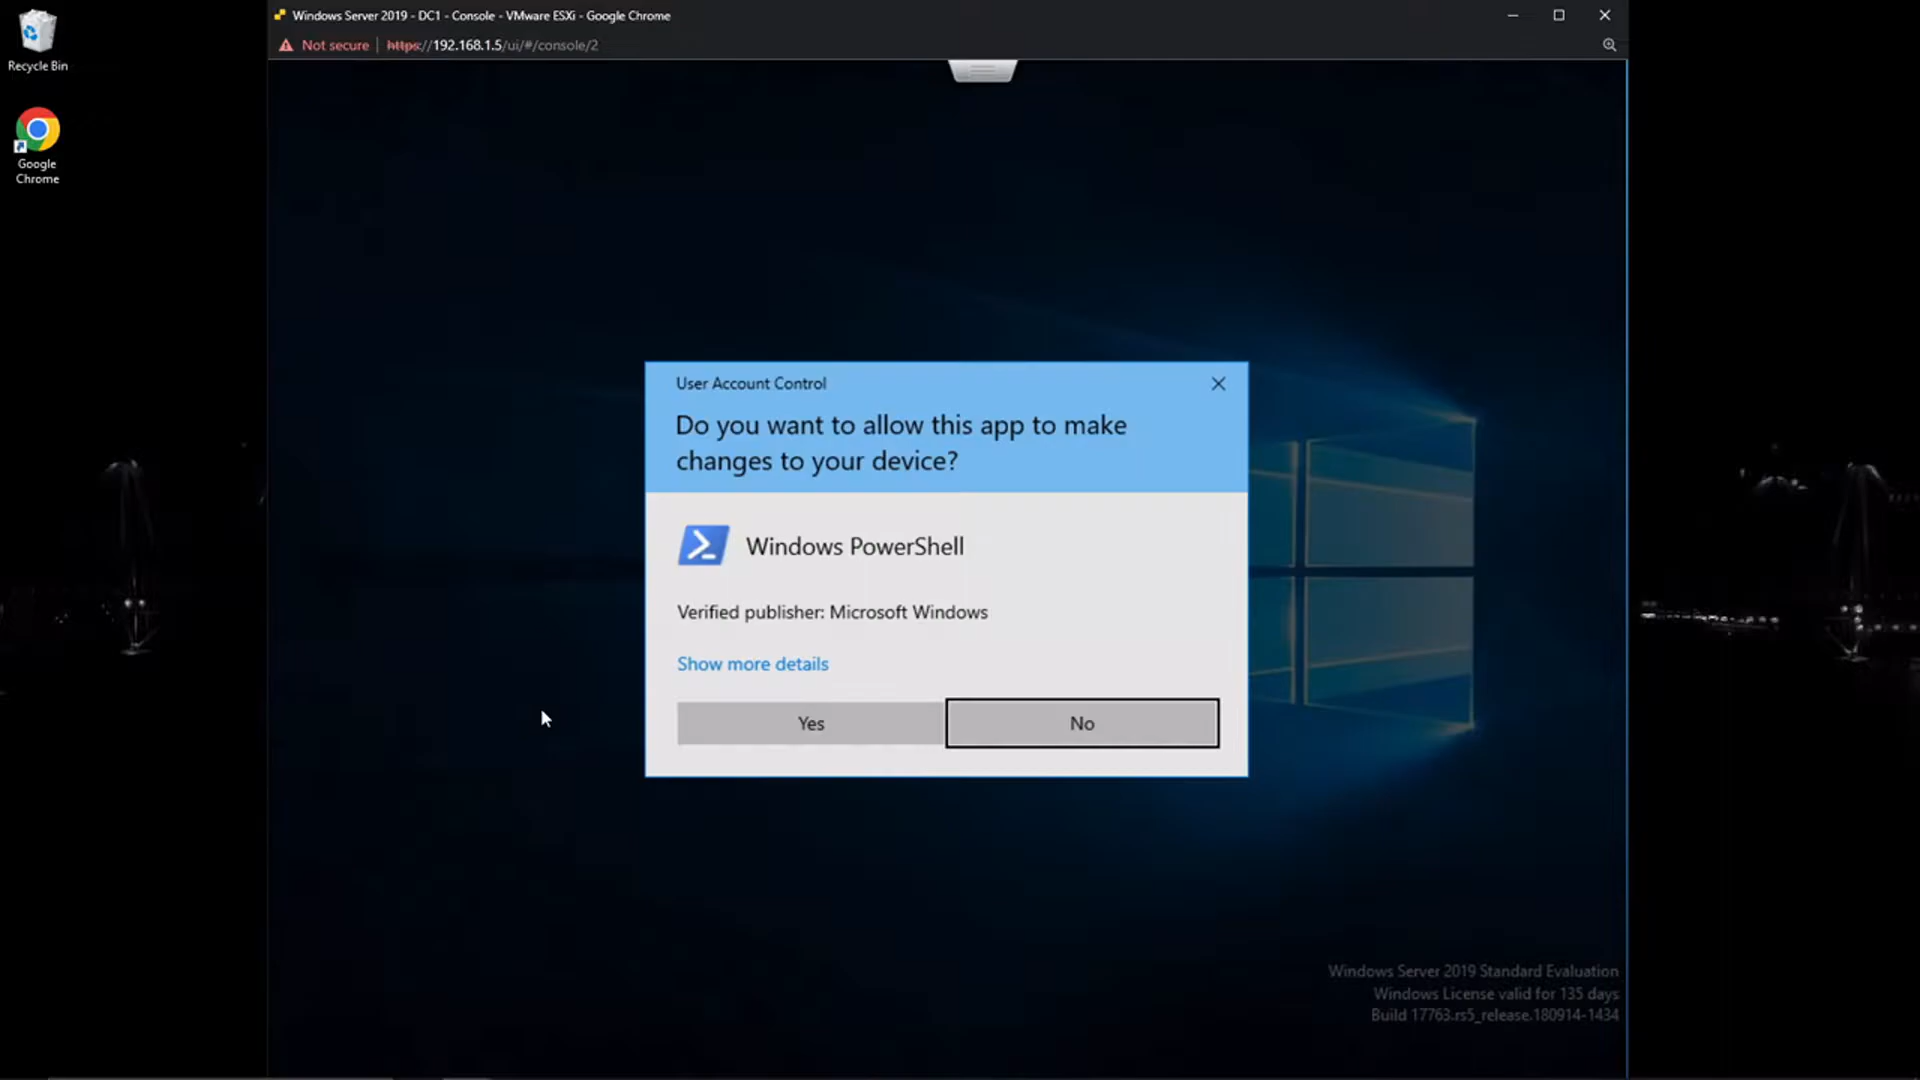 Recycle Bin
Google
Chrome
Windows Server 2019 - DC1 - Console - VMware ESXi - Google Chrome
Not secure | https://192.168.1.5/ui/#/console/2
User Account Control
Do you want to allow this app to make
changes to your device?
Windows PowerShell
Verified publisher: Microsoft Windows
Show more details
Yes
No
Windows Server 2019 Standard Evaluation
Windows License valid for 135 days
Build 17763.rs5_release.180914-1434